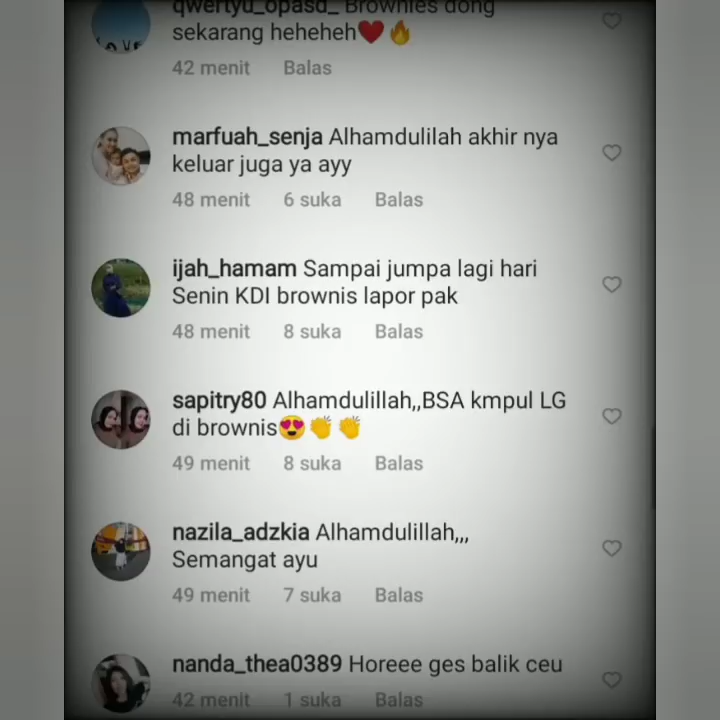 qwertyu_opasd_ Brownies dong
sekarang heheheh❤️🔥
42 menit Balas
marfuah_senja Alhamdulilah akhir nya
keluar juga ya ayy
48 menit 6 suka Balas
ijah_hamam Sampai jumpa lagi hari
Senin KDI brownis lapor pak
48 menit 8 suka Balas
sapitry80 Alhamdulillah,,BSA kmpul LG
di brownis😍👏👏
49 menit 8 suka Balas
nazila_adzkia Alhamdulillah,,,
Semangat ayu
49 menit 7 suka Balas
nanda_thea0389 Horeee ges balik ceu
42 menit 1 suka Balas